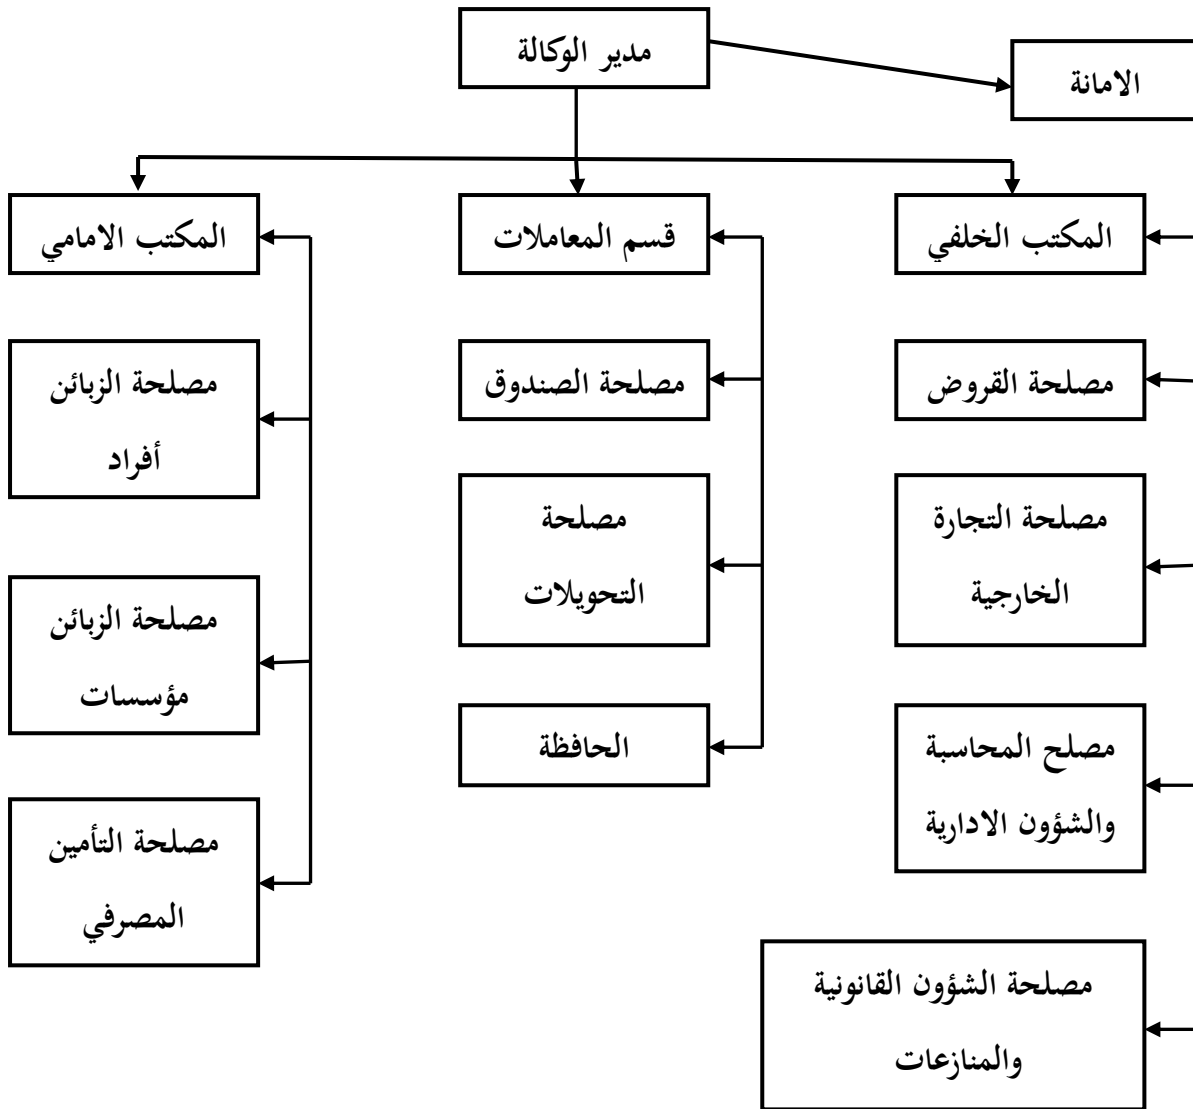 مدير الوكالة
الامانة
المكتب الخلفي
قسم المعاملات
المكتب الامامي
مصلحة القروض
مصلحة الصندوق
مصلحة الزبائن
أفراد
مصلحة التجارة
الخارجية
مصلحة
التحويلات
مصلحة الزبائن
مؤسسات
مصلح المحاسبة
والشؤون الادارية
الحافظة
مصلحة التأمين
المصرفي
مصلحة الشؤون القانونية
والمنازعات